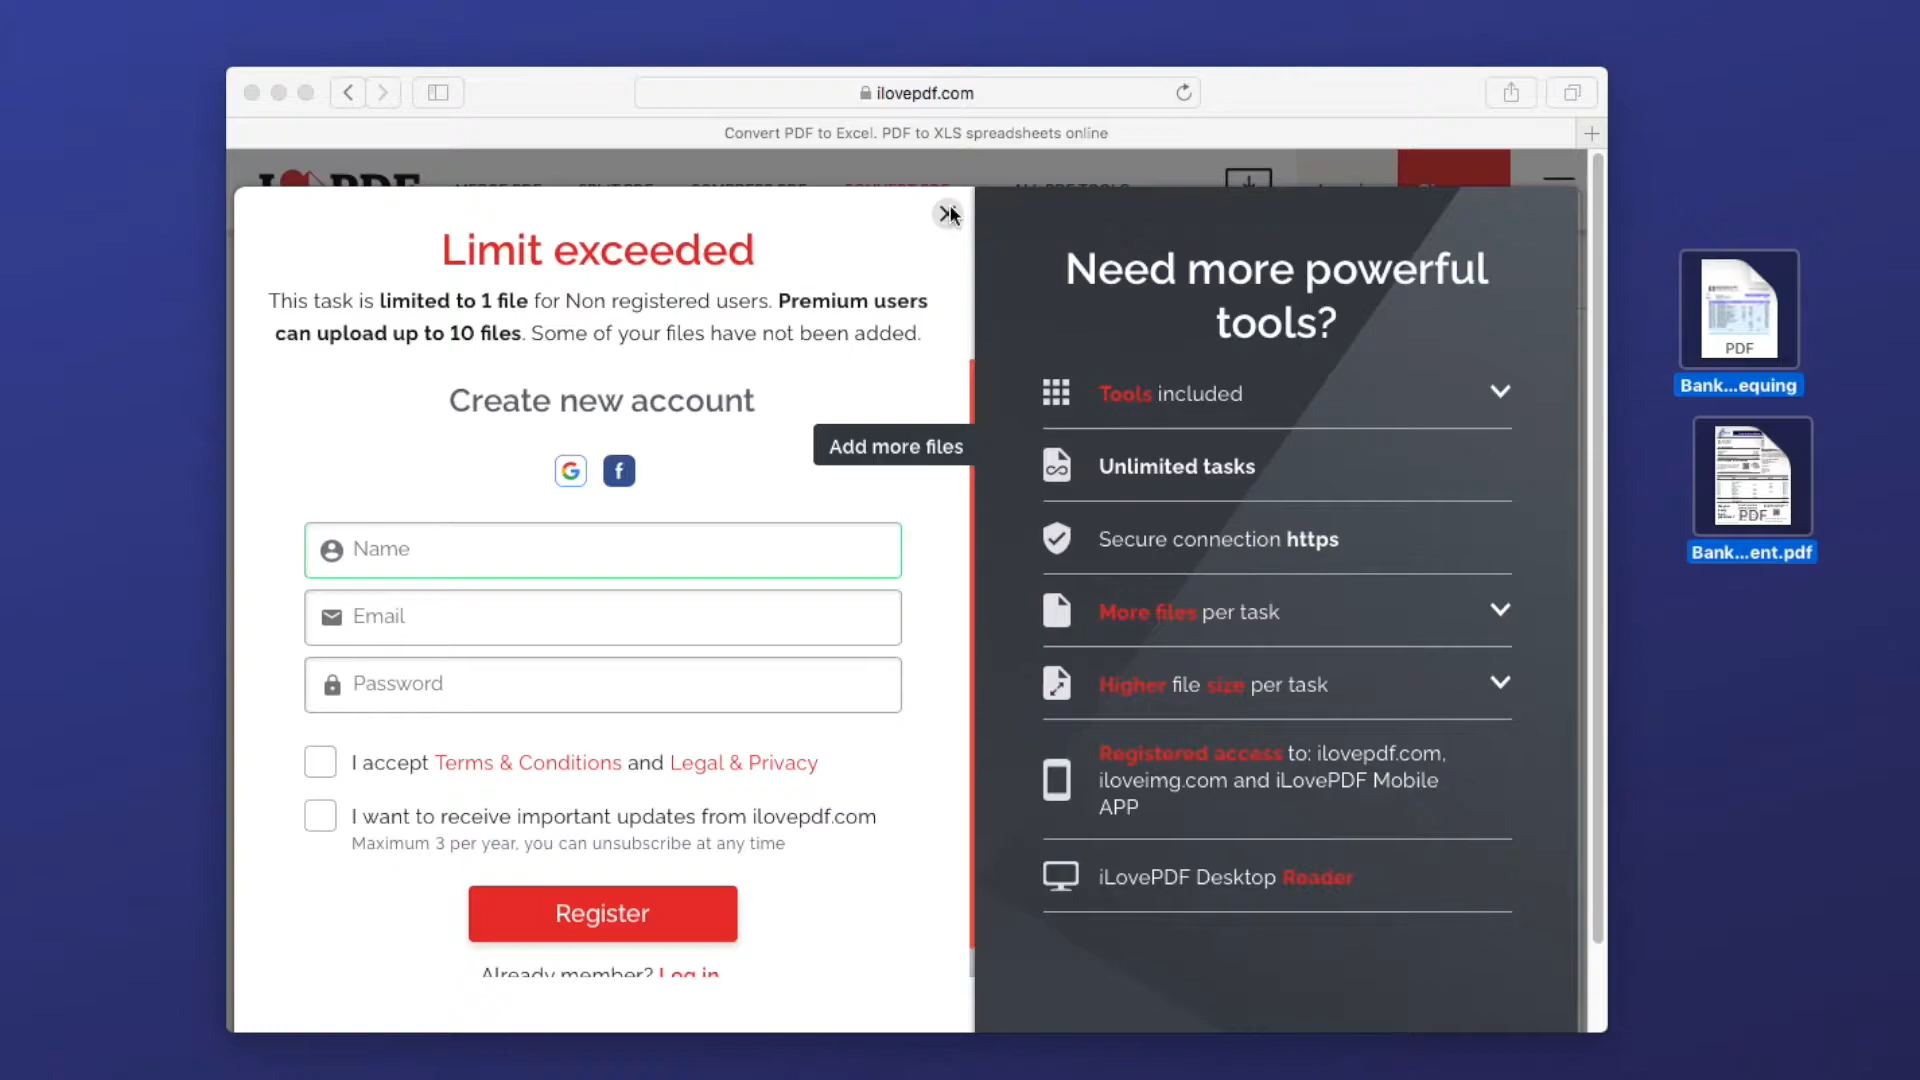 ilovepdf.com
Convert PDF to Excel. PDF to XLS spreadsheets online
Limit exceeded
This task is limited to 1 file for Non registered users. Premium users
can upload up to 10 files. Some of your files have not been added.
Create new account
Add more files
Name
Email
Password
I accept Terms & Conditions and Legal & Privacy
I want to receive important updates from ilovepdf.com
Maximum 3 per year, you can unsubscribe at any time
Register
Already member? Log in
Need more powerful
tools?
Tools included
Unlimited tasks
Secure connection https
More files per task
Higher file size per task
Registered access to: ilovepdf.com,
iloveimg.com and iLovePDF Mobile
APP
iLovePDF Desktop Reader
PDF
Bank...equing
PDF
Bank...ent.pdf